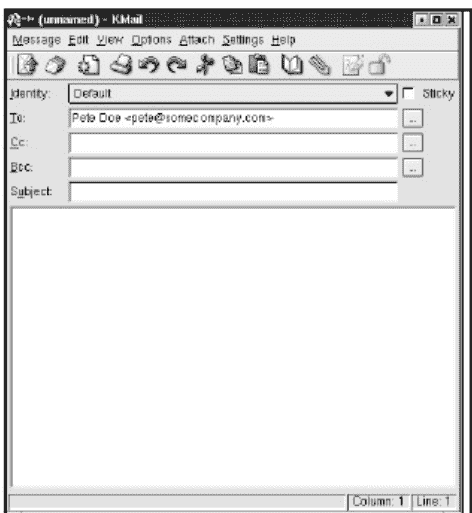 (unnamed) - KMail
Message Edit View Options Attach Settings Help
Identity: Default Sticky
To: Pete Doe <pete@somecompany.com> ...
Cc: ...
Bcc: ...
Subject:
Column: 1 Line: 1